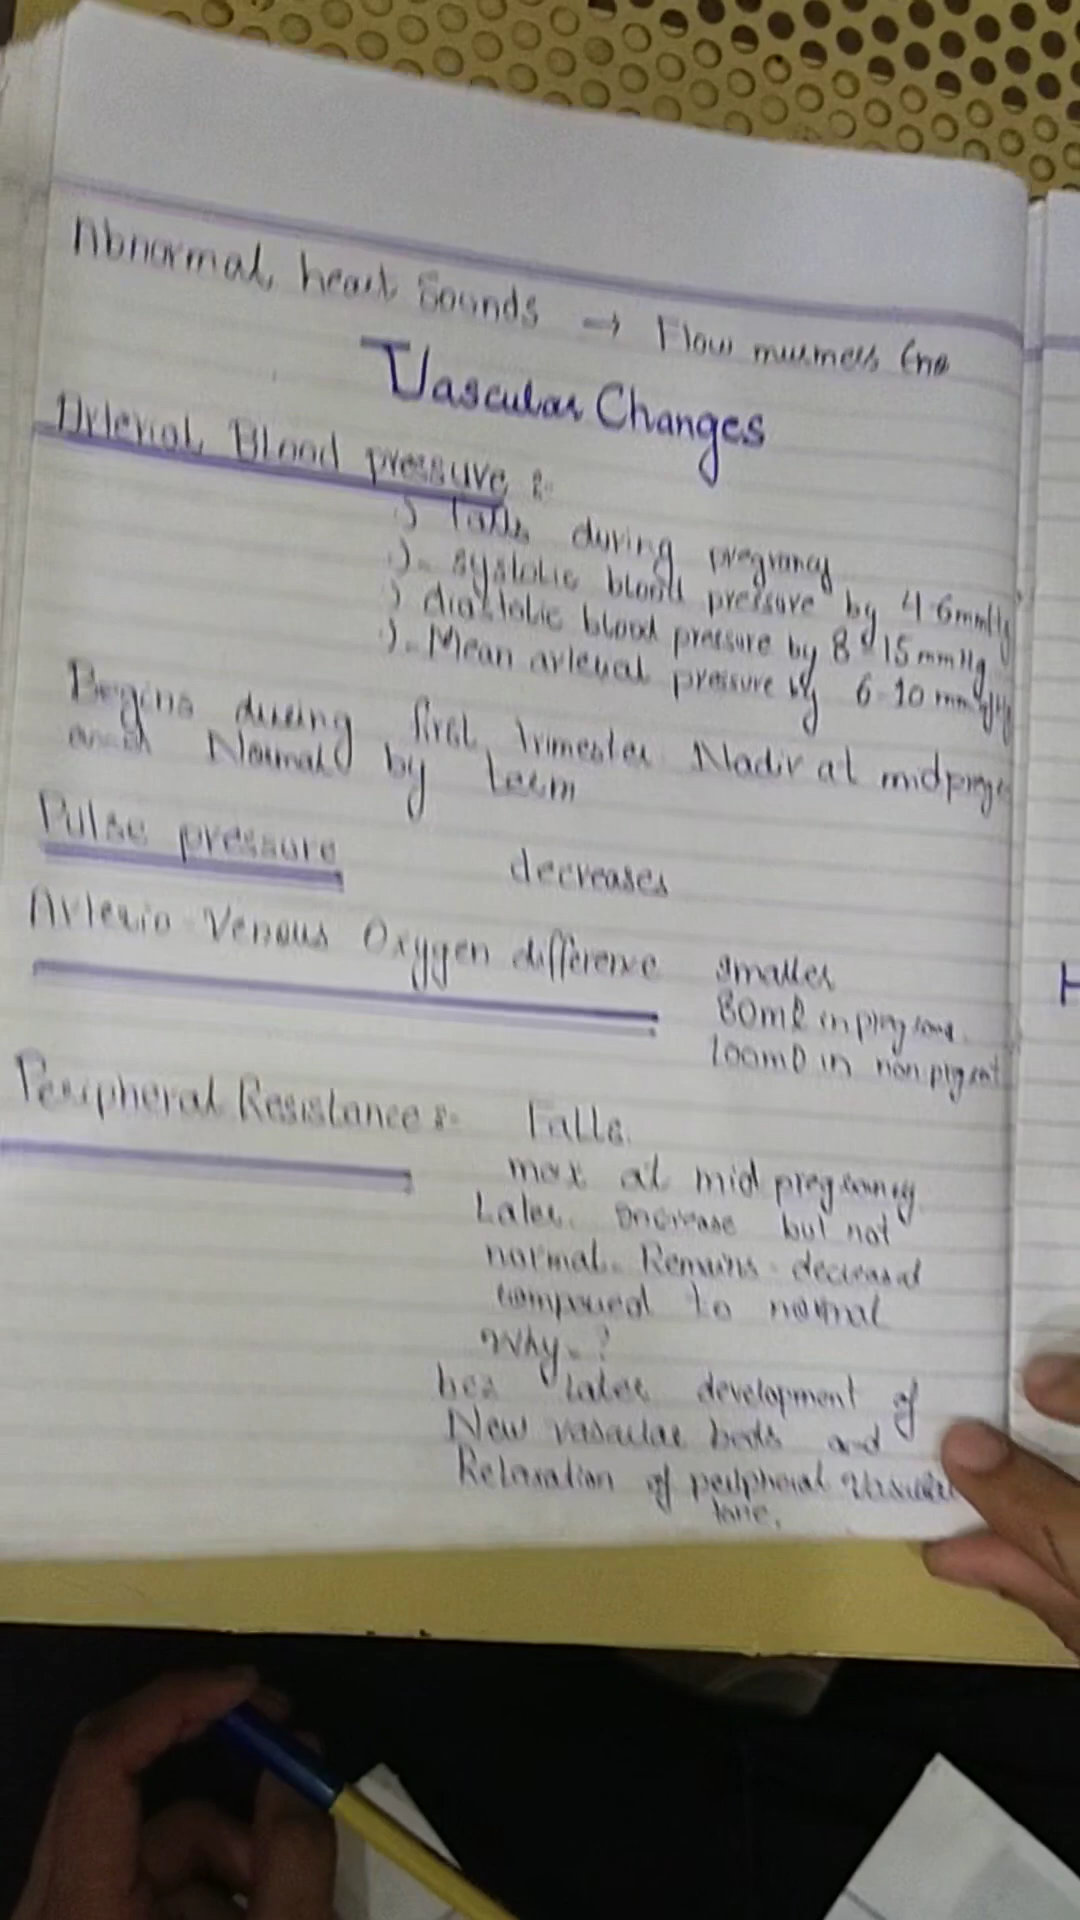 Abnormal heart Sounds → Flow murmers (no
Vascular Changes
Arterial Blood pressure :-
) falls during pregnancy
)- systolic blood pressure by 4-6mmHg
) diastolic blood pressure by 8-15mmHg
)- Mean arterial pressure by 6-10 mmHg
Begins during first trimester Nadir at midpreg
and Normal by term
Pulse pressure decreases
Arterio-Venous Oxygen difference smaller
80ml in
100ml in non
H
Peripheral Resistance :- Falls.
max at mid pregnancy
Later increase but not
normal. Remains decreased
compared to normal
Why-?
bez later development of
New vascular beds and
Relaxation of peripheral
tone.